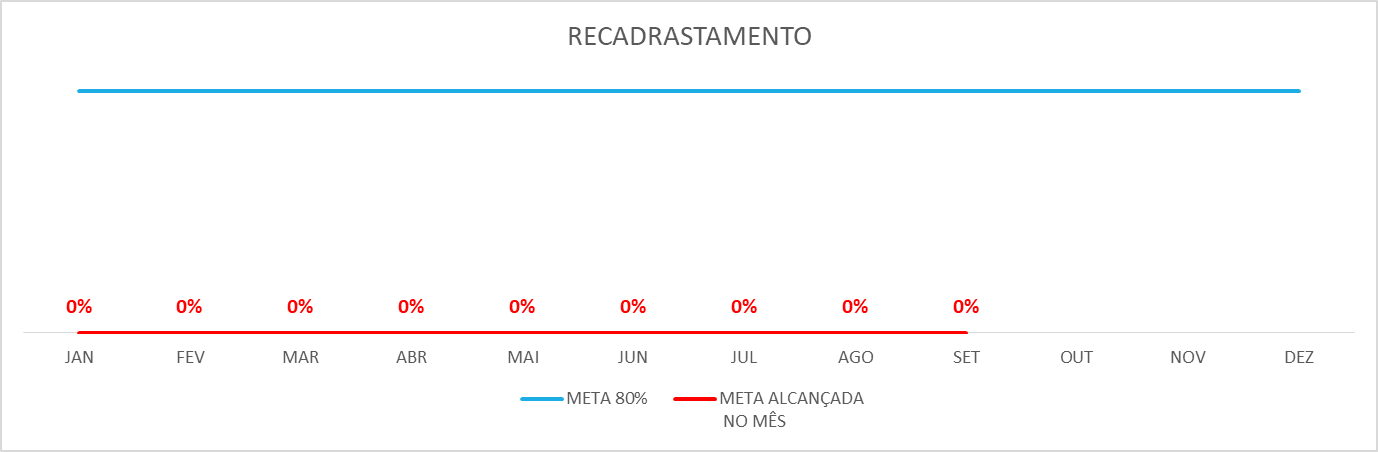 RECADRASTAMENTO
0% 0% 0% 0% 0% 0% 0% 0% 0%
JAN FEV MAR ABR MAI JUN JUL AGO SET OUT NOV DEZ
META 80% META ALCANÇADA
NO MÊS